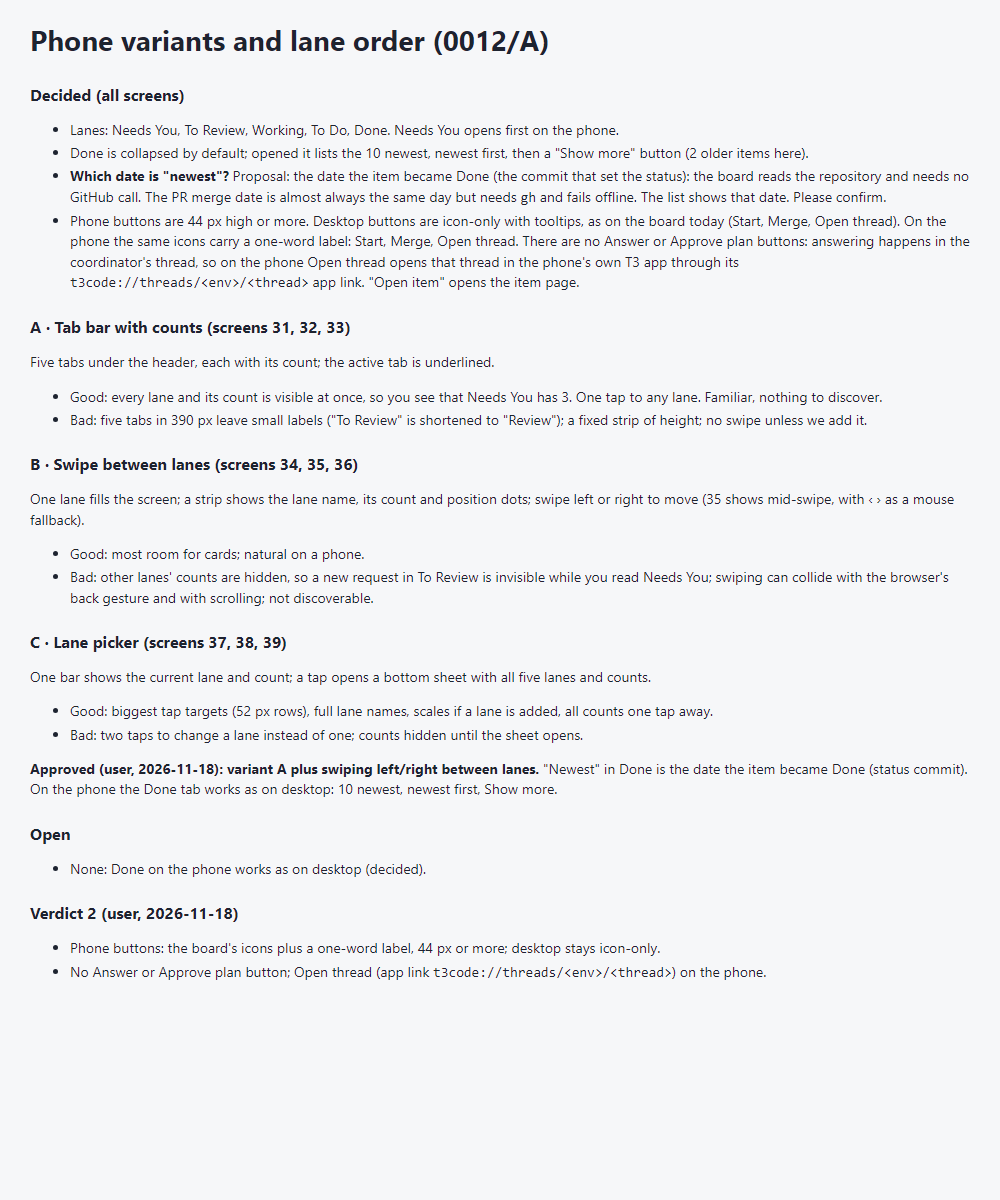 Phone variants and lane order (0012/A)
Decided (all screens)
• Lanes: Needs You, To Review, Working, To Do, Done. Needs You opens first on the phone.
• Done is collapsed by default; opened it lists the 10 newest, newest first, then a "Show more" button (2 older items here).
• Which date is "newest"? Proposal: the date the item became Done (the commit that set the status): the board reads the repository and needs no
GitHub call. The PR merge date is almost always the same day but needs gh and fails offline. The list shows that date. Please confirm.
• Phone buttons are 44 px high or more. Desktop buttons are icon-only with tooltips, as on the board today (Start, Merge, Open thread). On the
phone the same icons carry a one-word label: Start, Merge, Open thread. There are no Answer or Approve plan buttons: answering happens in the
coordinator's thread, so on the phone Open thread opens that thread in the phone's own T3 app through its
t3code://threads/<env>/<thread> app link. "Open item" opens the item page.
A · Tab bar with counts (screens 31, 32, 33)
Five tabs under the header, each with its count; the active tab is underlined.
• Good: every lane and its count is visible at once, so you see that Needs You has 3. One tap to any lane. Familiar, nothing to discover.
• Bad: five tabs in 390 px leave small labels ("To Review" is shortened to "Review"); a fixed strip of height; no swipe unless we add it.
B · Swipe between lanes (screens 34, 35, 36)
One lane fills the screen; a strip shows the lane name, its count and position dots; swipe left or right to move (35 shows mid-swipe, with ‹ › as a mouse
fallback).
• Good: most room for cards; natural on a phone.
• Bad: other lanes' counts are hidden, so a new request in To Review is invisible while you read Needs You; swiping can collide with the browser's
back gesture and with scrolling; not discoverable.
C · Lane picker (screens 37, 38, 39)
One bar shows the current lane and count; a tap opens a bottom sheet with all five lanes and counts.
• Good: biggest tap targets (52 px rows), full lane names, scales if a lane is added, all counts one tap away.
• Bad: two taps to change a lane instead of one; counts hidden until the sheet opens.
Approved (user, 2026-11-18): variant A plus swiping left/right between lanes. "Newest" in Done is the date the item became Done (status commit).
On the phone the Done tab works as on desktop: 10 newest, newest first, Show more.
Open
• None: Done on the phone works as on desktop (decided).
Verdict 2 (user, 2026-11-18)
• Phone buttons: the board's icons plus a one-word label, 44 px or more; desktop stays icon-only.
• No Answer or Approve plan button; Open thread (app link t3code://threads/<env>/<thread>) on the phone.